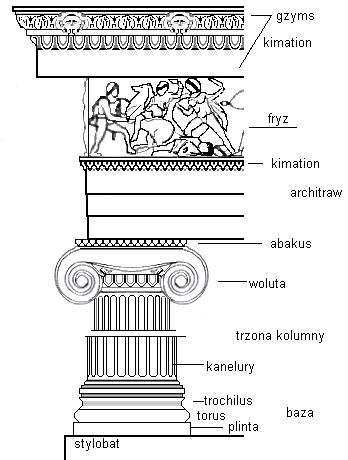 gzyms
kimation
fryz
kimation
architraw
abakus
woluta
trzona kolumny
kanelury
trochilus
torus
baza
plinta
stylobat